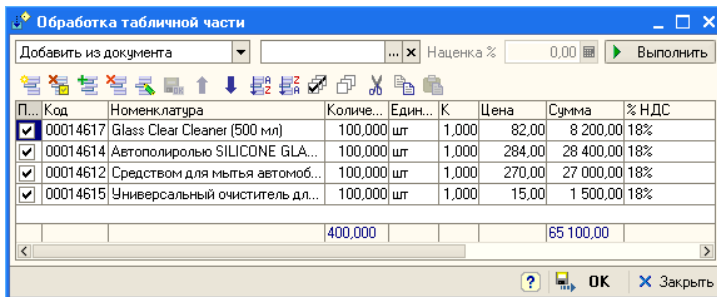 Обработка табличной части
Добавить из документа ... x Наценка % 0,00 Выполнить
П... Код Номенклатура Количе... Един... К Цена Сумма % НДС
00014617 Glass Clear Cleaner (500 мл) 100,000 шт 1,000 82,00 8 200,00 18%
00014614 Автополиролью SILICONE GLA... 100,000 шт 1,000 284,00 28 400,00 18%
00014612 Средством для мытья автомоб... 100,000 шт 1,000 270,00 27 000,00 18%
00014615 Универсальный очиститель дл... 100,000 шт 1,000 15,00 1 500,00 18%
400,000 65 100,00
? OK Закрыть